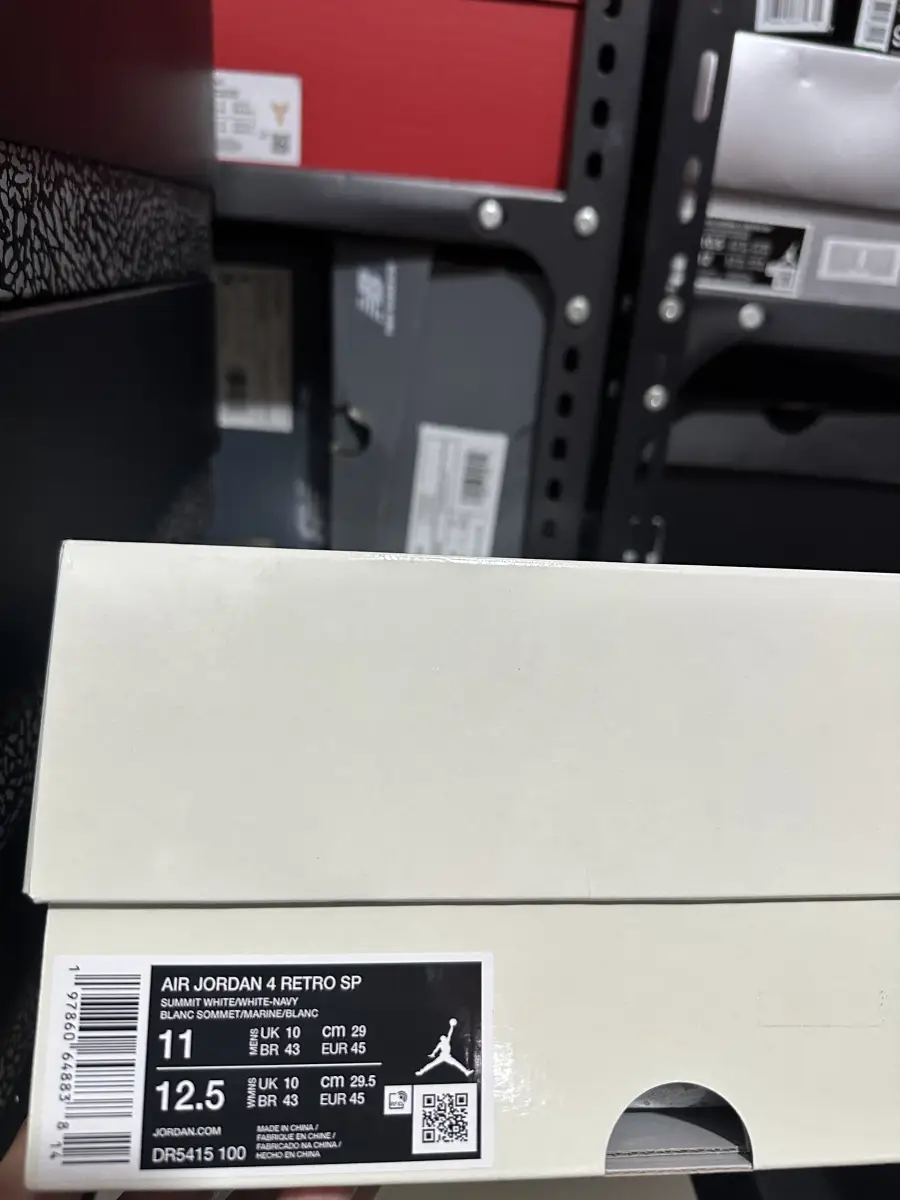 AIR JORDAN 4 RETRO SP
SUMMIT WHITE/WHITE-NAVY
BLANC SOMMET/MARINE/BLANC
11 MENS UK 10 cm 29
BR 43 EUR 45
12.5 WMNS UK 10 cm 29.5
BR 43 EUR 45
JORDAN.COM
DR5415 100
MADE IN CHINA /
FABRIQUE EN CHINE /
FABRICADO NA CHINA /
HECHO EN CHINA
1 97860 64883 8 14